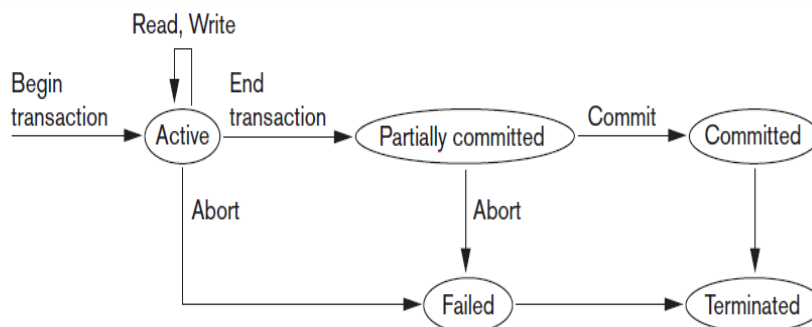 Read, Write
Begin
transaction
End
transaction
Active
Partially committed
Commit
Committed
Abort
Abort
Failed
Terminated